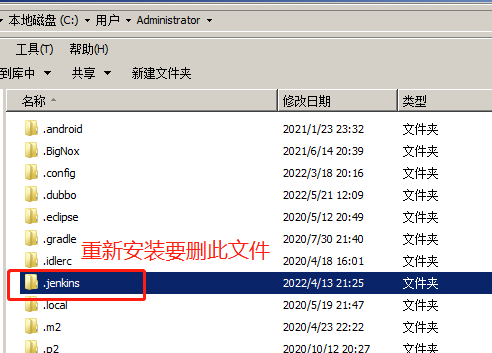 本地磁盘 (C:) 用户 Administrator
工具(T) 帮助(H)
到库中 共享 新建文件夹
名称 修改日期 类型
.android 2021/1/23 23:32 文件夹
.BigNox 2021/6/14 20:39 文件夹
.config 2022/3/18 20:16 文件夹
.dubbo 2022/5/21 12:09 文件夹
.eclipse 2020/5/12 20:49 文件夹
.gradle 2020/7/30 21:40 文件夹
重新安装要删此文件
.idlerc 2020/4/18 16:01 文件夹
.jenkins 2022/4/13 21:25 文件夹
.local 2020/5/19 21:47 文件夹
.m2 2020/4/23 22:22 文件夹
.p2 2020/10/12 20:27 文件夹